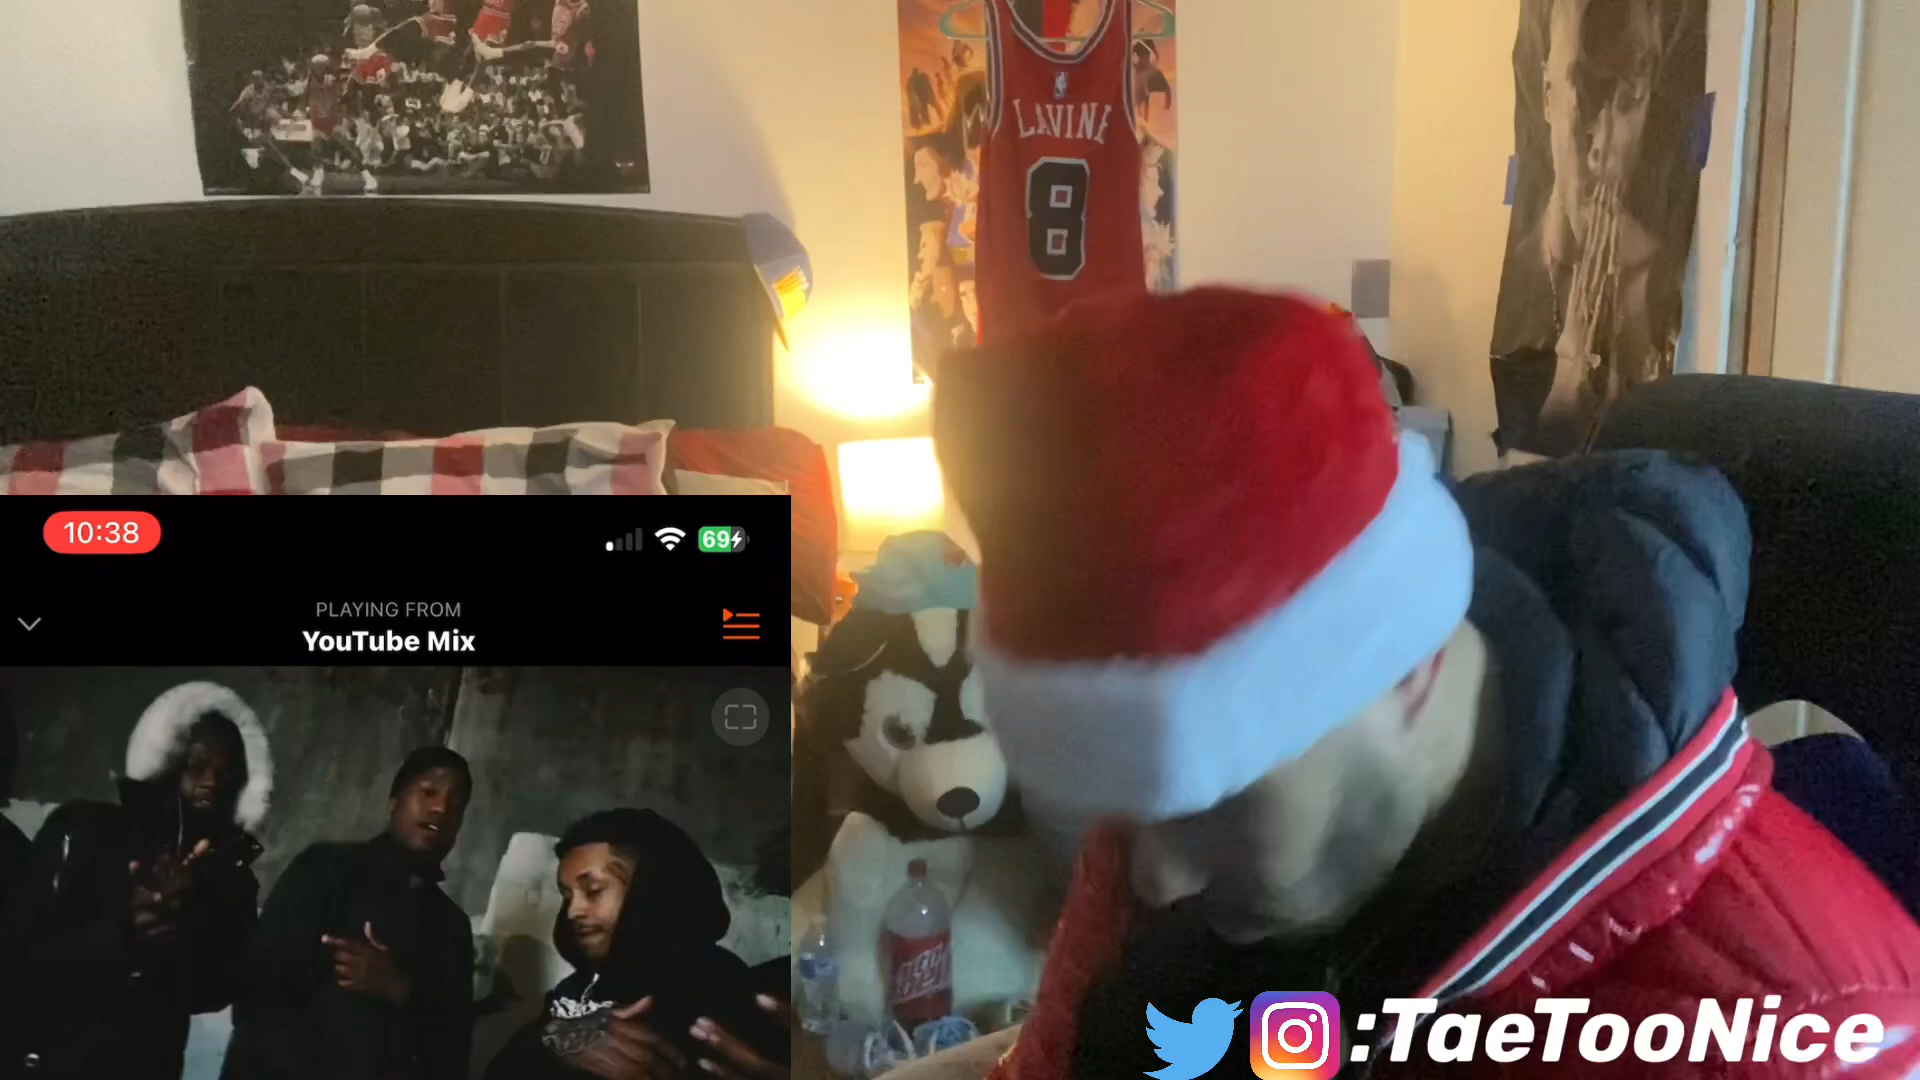 LAVINE
8
10:38
69
PLAYING FROM
YouTube Mix
:TaeTooNice